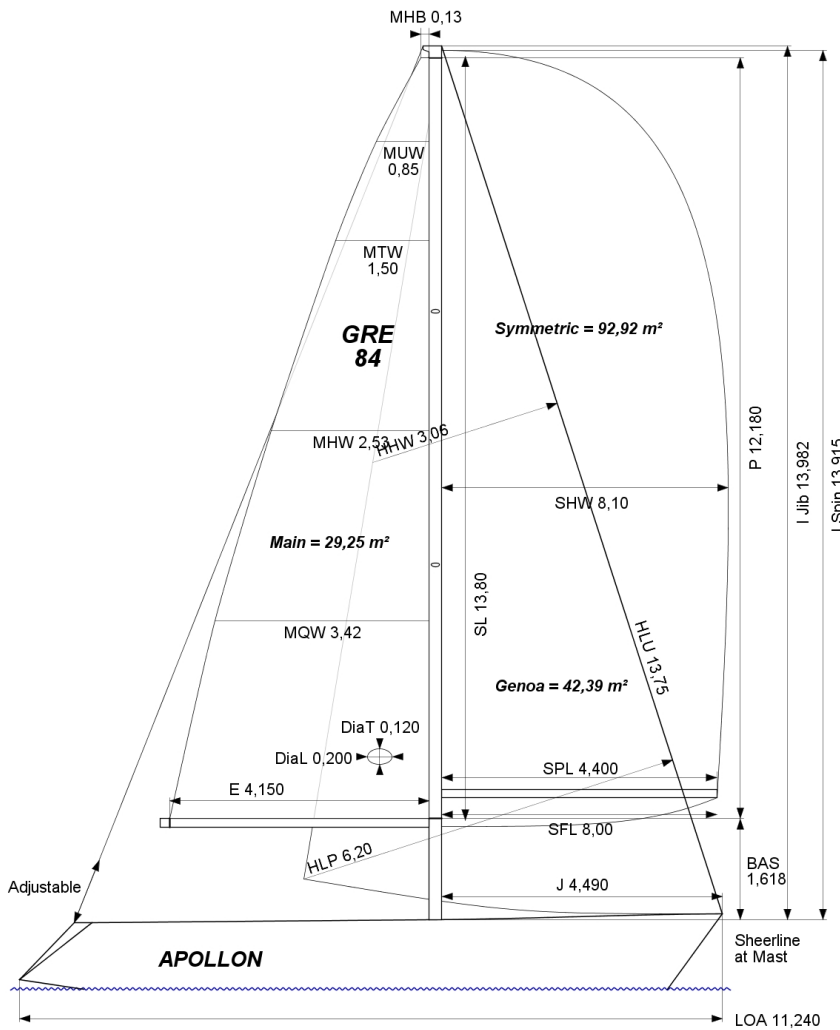 MHB 0,13
MUW
0,85
MTW
1,50
GRE
84
Symmetric = 92,92 m²
MHW 2,53
HHW 3,06
P 12,180
I Jib 13,982
I Spin 13,915
SHW 8,10
Main = 29,25 m²
SL 13,80
MQW 3,42
HLU 13,75
Genoa = 42,39 m²
DiaT 0,120
DiaL 0,200
SPL 4,400
E 4,150
SFL 8,00
HLP 6,20
BAS
1,618
Adjustable
J 4,490
APOLLON
Sheerline
at Mast
LOA 11,240